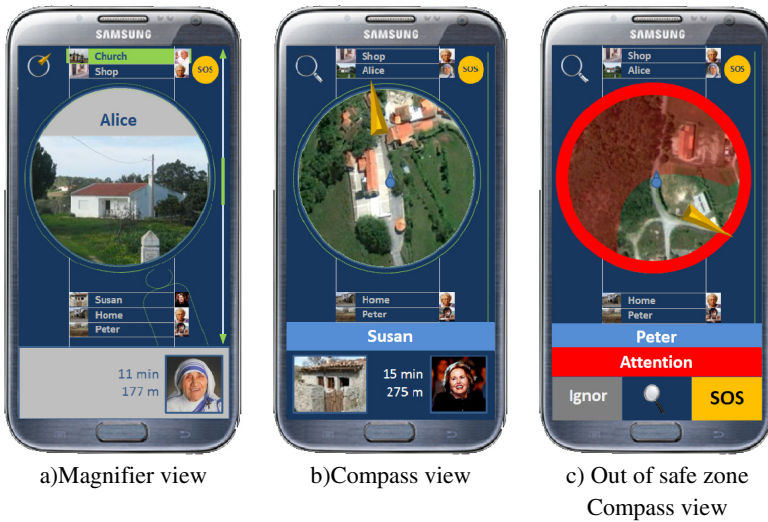 SAMSUNG
Church
Shop
SOS
Alice
Susan
Home
Peter
11 min
177 m
a)Magnifier view
SAMSUNG
Shop
Alice
SOS
Home
Peter
Susan
15 min
275 m
b)Compass view
SAMSUNG
Shop
Alice
SOS
Home
Peter
Peter
Attention
Ignor
SOS
c) Out of safe zone
Compass view